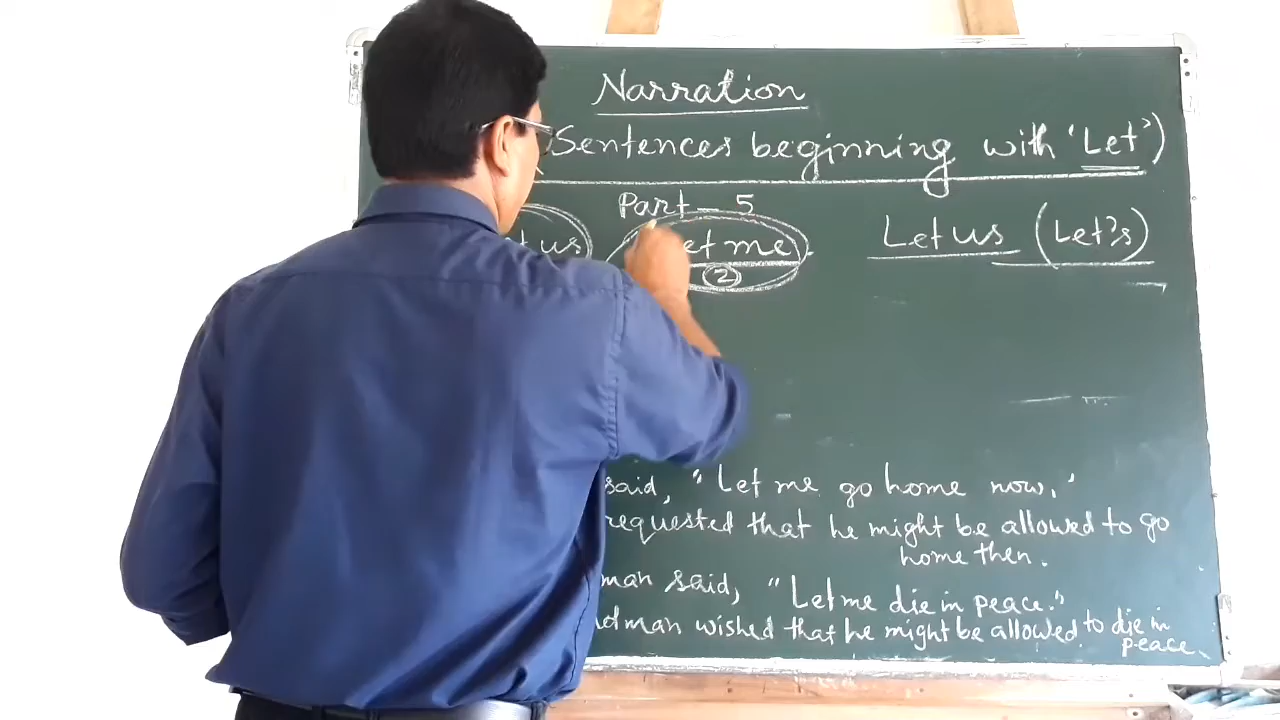 Narration
Sentences beginning with 'Let')
Part - 5
us
Let me
Let us (Let's)
2
said, "Let me go home now."
requested that he might be allowed to go
home then.
man said, "Let me die in peace."
man wished that he might be allowed to die in
peace.